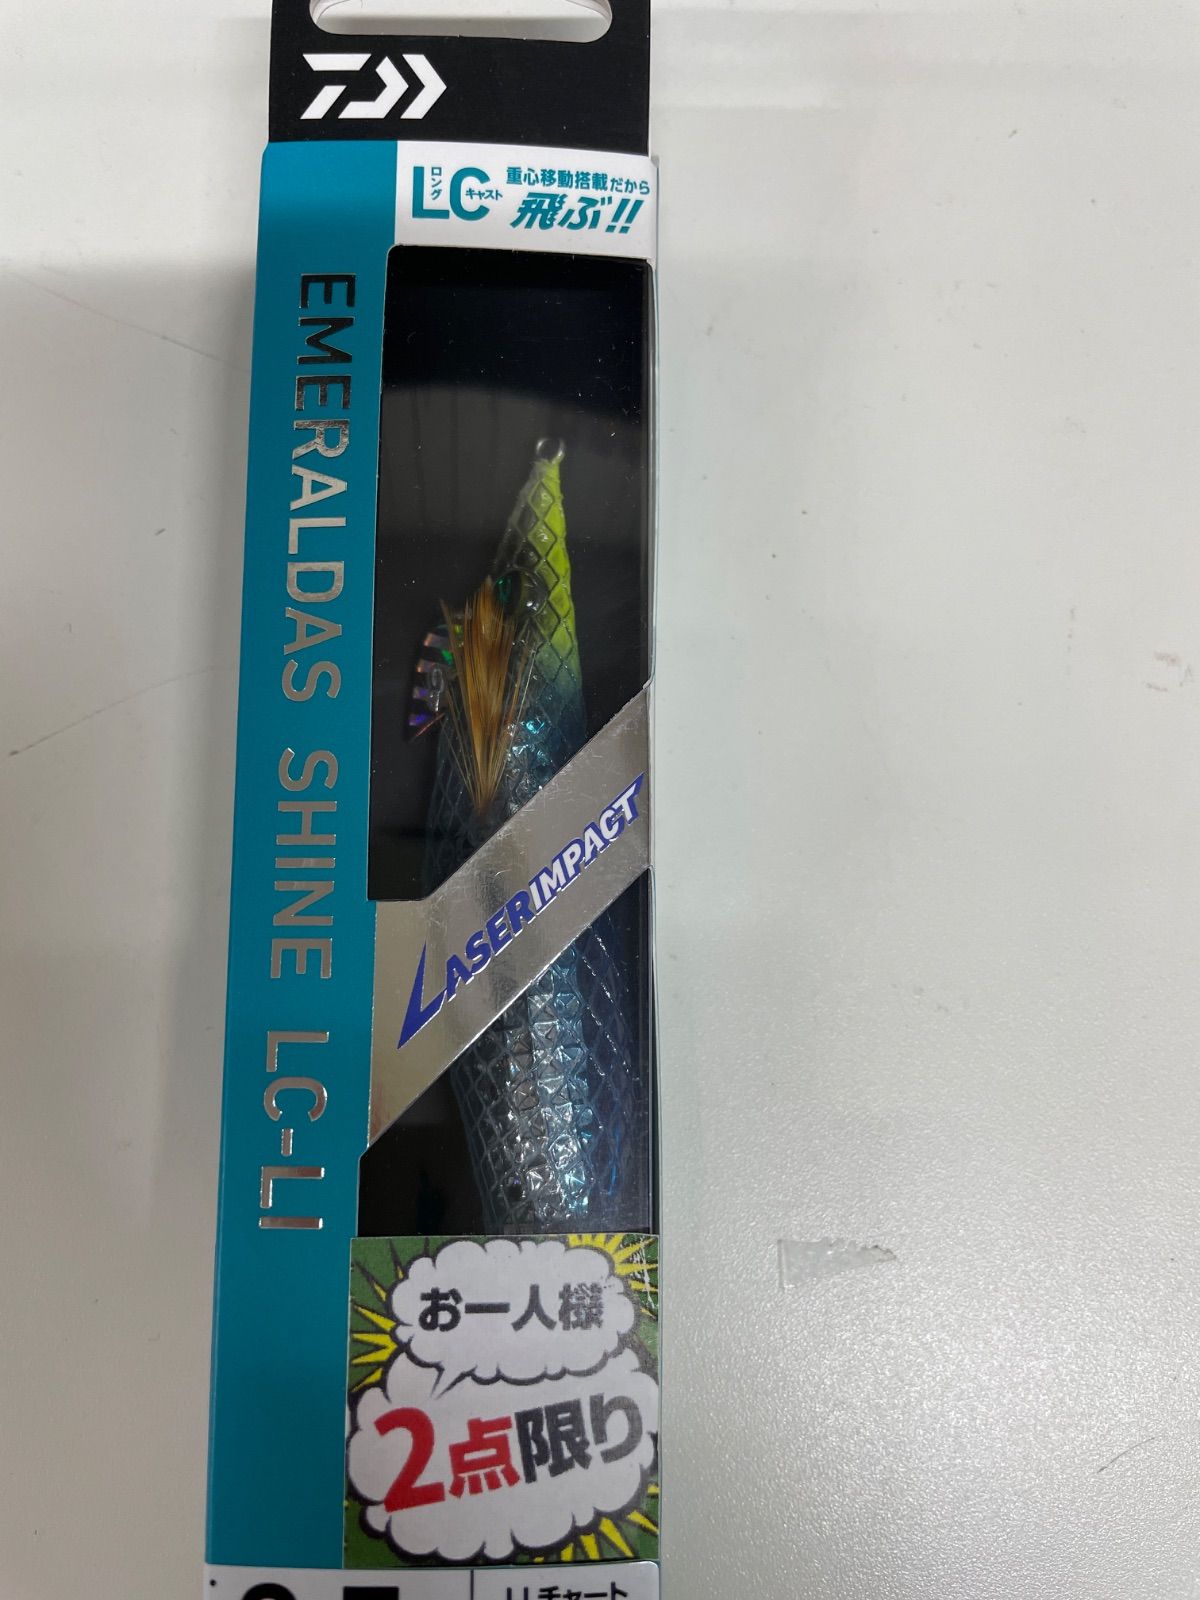 LC
ロング
キャスト
重心移動搭載だから
飛ぶ!!
EMERALDAS SHINE LC-LI
LASERIMPACT
お一人様
2点限り